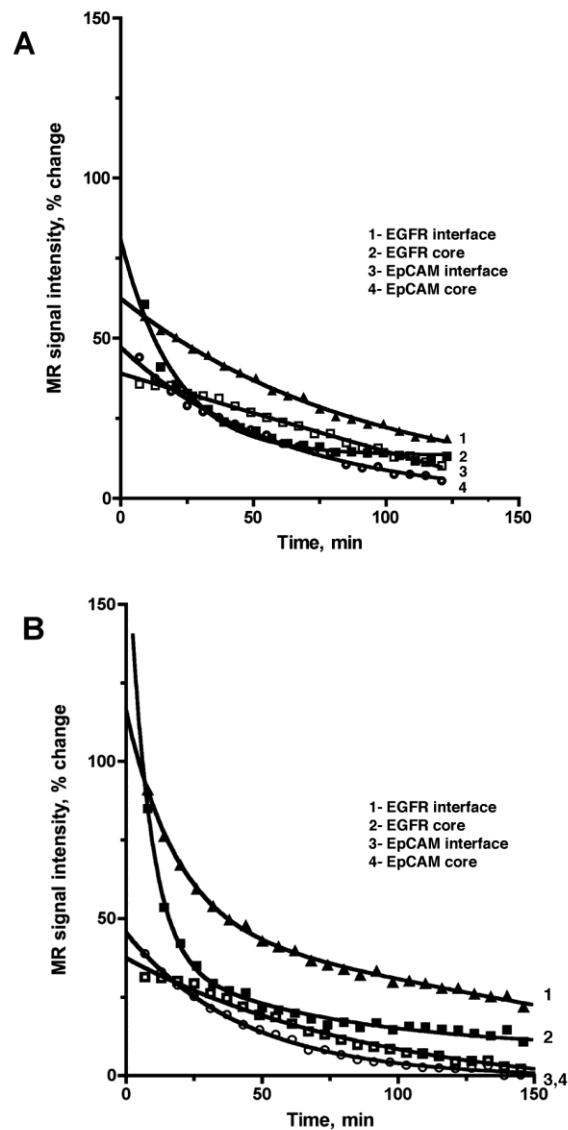 A
MR signal intensity, % change
150
100
50
0
1- EGFR interface
2- EGFR core
3- EpCAM interface
4- EpCAM core
1
2
3
4
0 50 100 150
Time, min
B
MR signal intensity, % change
150
100
50
0
1- EGFR interface
2- EGFR core
3- EpCAM interface
4- EpCAM core
1
2
3,4
0 50 100 150
Time, min